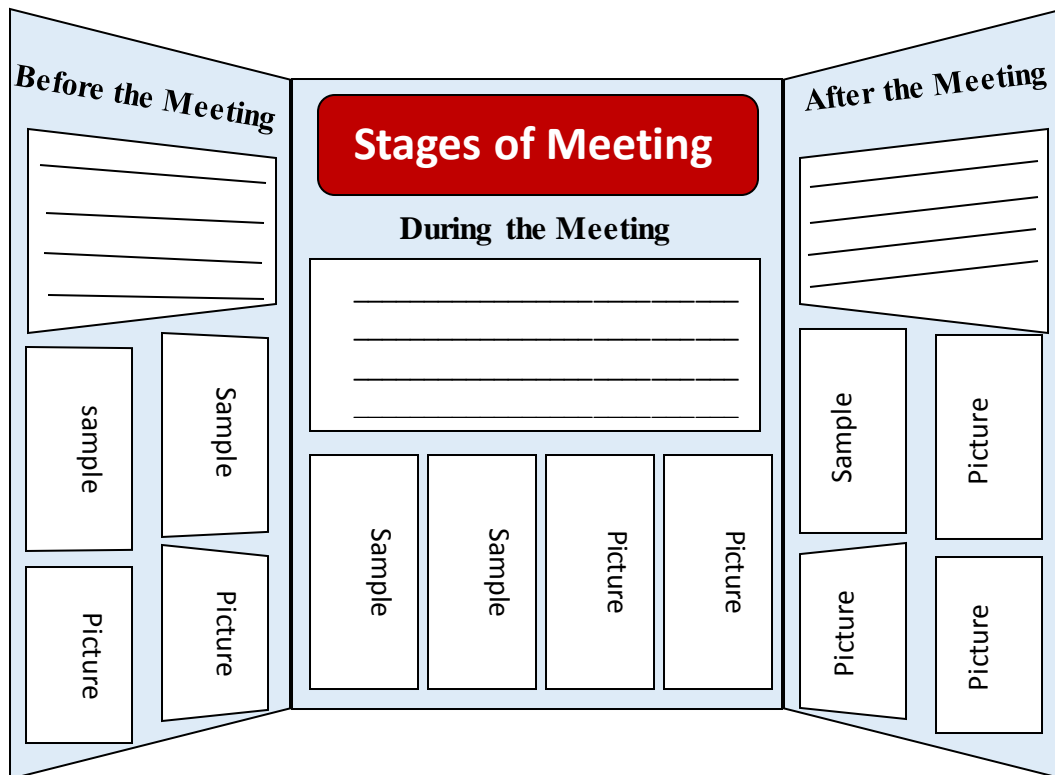 Before the Meeting
sample
Sample
Picture
Picture
Stages of Meeting
During the Meeting
Sample
Sample
Picture
Picture
After the Meeting
Sample
Picture
Picture
Picture